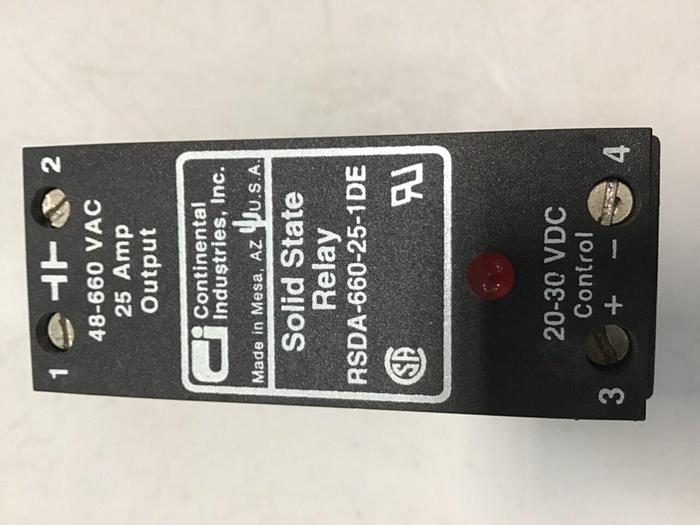 1 2
48-660 VAC
25 Amp
Output
Continental
Industries, Inc.
Made in Mesa, AZ U.S.A.
Solid State
Relay
RSDA-660-25-1DE
20-30 VDC
Control
+ −
3 4